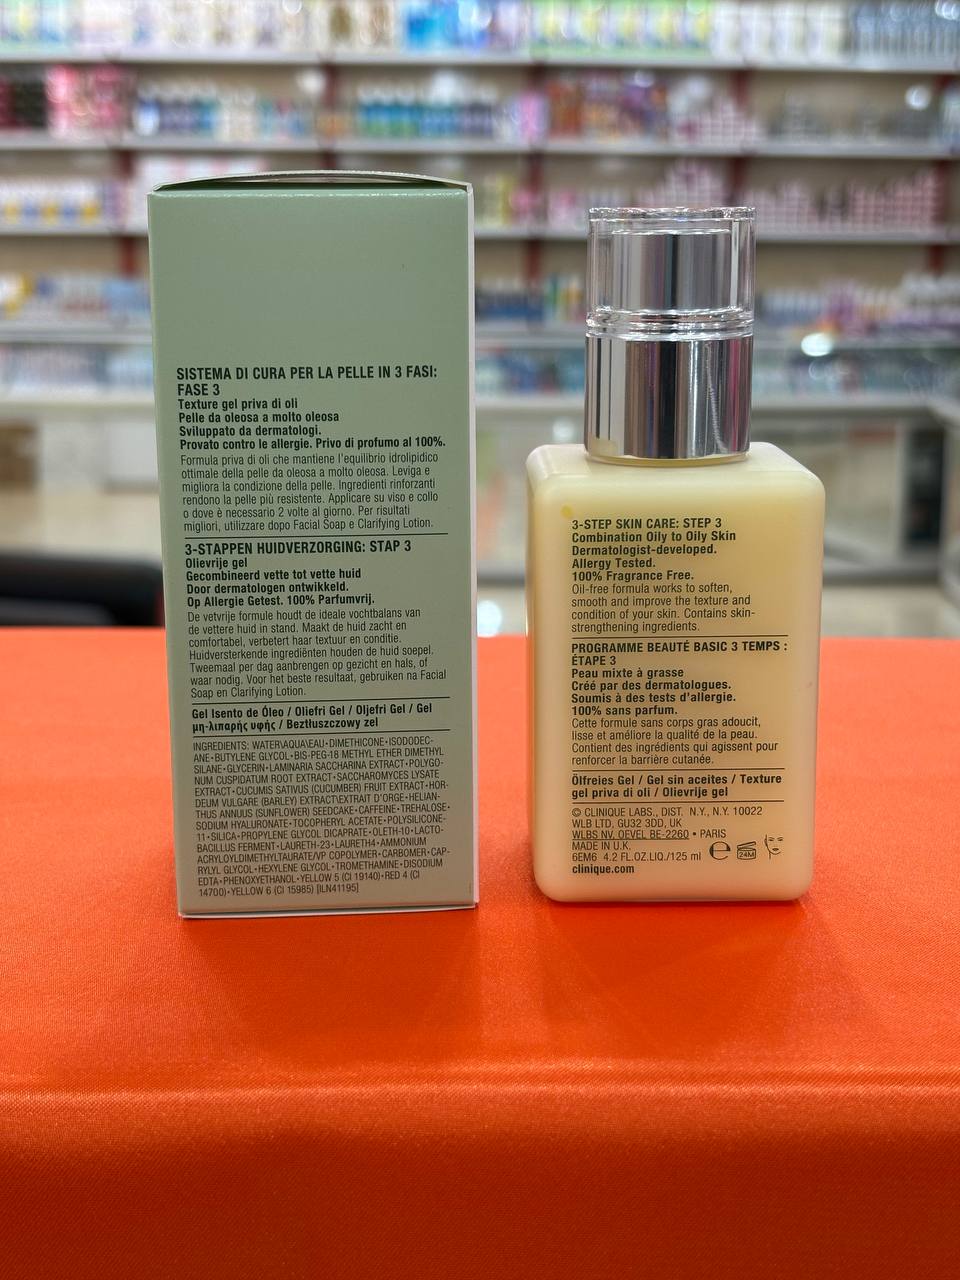 SISTEMA DI CURA PER LA PELLE IN 3 FASI:
FASE 3
Texture gel priva di oli
Pelle da oleosa a molto oleosa
Sviluppato da dermatologi.
Provato contro le allergie. Privo di profumo al 100%.
Formula priva di oli che mantiene l'equilibrio idrolipidico
ottimale della pelle da oleosa a molto oleosa. Leviga e
migliora la condizione della pelle. Ingredienti rinforzanti
rendono la pelle più resistente. Applicare su viso e collo
o dove è necessario 2 volte al giorno. Per risultati
migliori, utilizzare dopo Facial Soap e Clarifying Lotion.
3-STAPPEN HUIDVERZORGING: STAP 3
Olievrije gel
Gecombineerd vette tot vette huid
Door dermatologen ontwikkeld.
Op Allergie Getest. 100% Parfumvrij.
De vetvrije formule houdt de ideale vochtbalans van
de vettere huid in stand. Maakt de huid zacht en
comfortabel, verbetert haar textuur en conditie.
Huidversterkende ingrediënten houden de huid soepel.
Tweemaal per dag aanbrengen op gezicht en hals, of
waar nodig. Voor het beste resultaat, gebruiken na Facial
Soap en Clarifying Lotion.
Gel Isento de Óleo / Oliefri Gel / Oljefri Gel / Gel
μη-λιπαρής υφής / Beztłuszczowy żel
INGREDIENTS: WATER\AQUA\EAU•DIMETHICONE•ISODODEC-
ANE•BUTYLENE GLYCOL•BIS-PEG-18 METHYL ETHER DIMETHYL
SILANE•GLYCERIN•LAMINARIA SACCHARINA EXTRACT•POLYGO-
NUM CUSPIDATUM ROOT EXTRACT•SACCHAROMYCES LYSATE
EXTRACT•CUCUMIS SATIVUS (CUCUMBER) FRUIT EXTRACT•HOR-
DEUM VULGARE (BARLEY) EXTRACT\EXTRAIT D'ORGE•HELIAN-
THUS ANNUUS (SUNFLOWER) SEEDCAKE•CAFFEINE•TREHALOSE•
SODIUM HYALURONATE•TOCOPHERYL ACETATE•POLYSILICONE-
11•SILICA•PROPYLENE GLYCOL DICAPRATE•OLETH-10•LACTO-
BACILLUS FERMENT•LAURETH-23•LAURETH4•AMMONIUM
ACRYLOYLDIMETHYLTAURATE/VP COPOLYMER•CARBOMER•CAP-
RYLYL GLYCOL•HEXYLENE GLYCOL•TROMETHAMINE•DISODIUM
EDTA•PHENOXYETHANOL•YELLOW 5 (CI 19140)•RED 4 (CI
14700)•YELLOW 6 (CI 15985) [ILN41195]
3-STEP SKIN CARE: STEP 3
Combination Oily to Oily Skin
Dermatologist-developed.
Allergy Tested.
100% Fragrance Free.
Oil-free formula works to soften,
smooth and improve the texture and
condition of your skin. Contains skin-
strengthening ingredients.
PROGRAMME BEAUTÉ BASIC 3 TEMPS :
ÉTAPE 3
Peau mixte à grasse
Créé par des dermatologues.
Soumis à des tests d'allergie.
100% sans parfum.
Cette formule sans corps gras adoucit,
lisse et améliore la qualité de la peau.
Contient des ingrédients qui agissent pour
renforcer la barrière cutanée.
Ölfreies Gel / Gel sin aceites / Texture
gel priva di oli / Olievrije gel
© CLINIQUE LABS., DIST. N.Y., N.Y. 10022
WLB LTD, GU32 3DD, UK
WLBS NV. OEVEL BE-2260 • PARIS
MADE IN U.K.
6EM6 4.2 FL.OZ.LIQ./125 ml e 24M
clinique.com